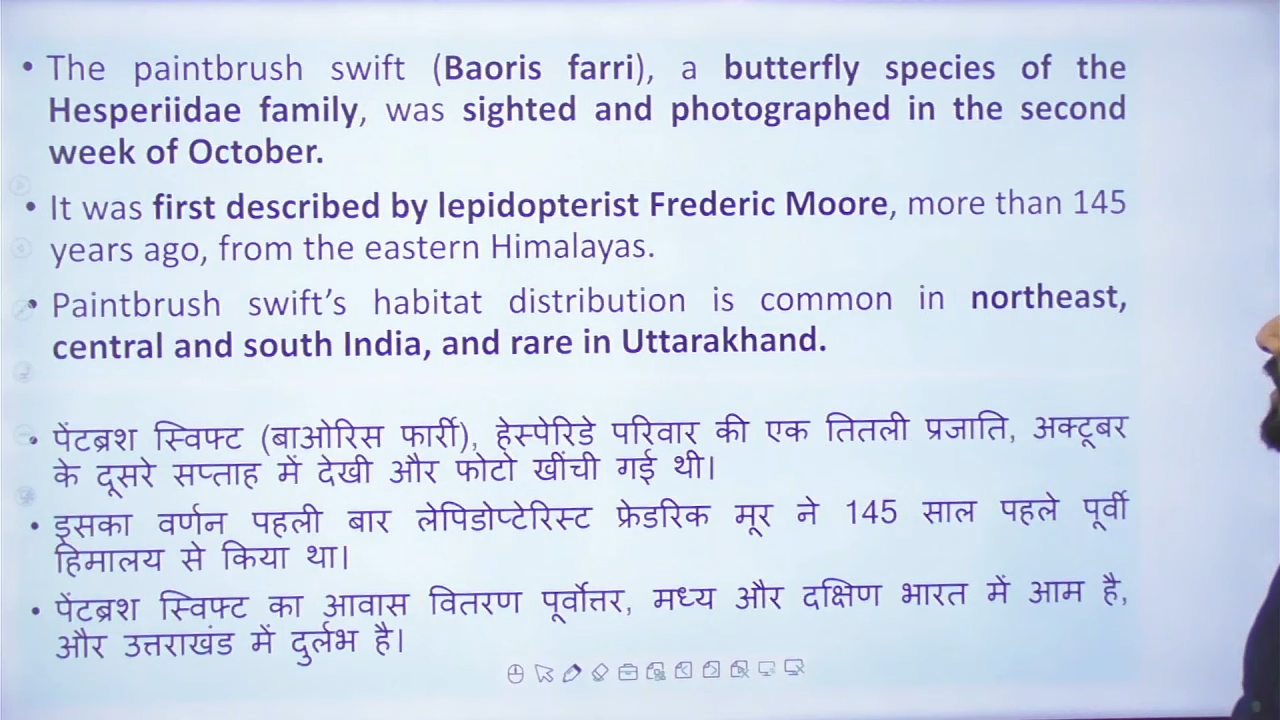 • The paintbrush swift (Baoris farri), a butterfly species of the
Hesperiidae family, was sighted and photographed in the second
week of October.
• It was first described by lepidopterist Frederic Moore, more than 145
years ago, from the eastern Himalayas.
• Paintbrush swift’s habitat distribution is common in northeast,
central and south India, and rare in Uttarakhand.
• पेंटब्रश स्विफ्ट (बाओरिस फार्री), हेस्पेरिडे परिवार की एक तितली प्रजाति, अक्टूबर
के दूसरे सप्ताह में देखी और फोटो खींची गई थी।
• इसका वर्णन पहली बार लेपिडोप्टेरिस्ट फ्रेडरिक मूर ने 145 साल पहले पूर्वी
हिमालय से किया था।
• पेंटब्रश स्विफ्ट का आवास वितरण पूर्वोत्तर, मध्य और दक्षिण भारत में आम है,
और उत्तराखंड में दुर्लभ है।